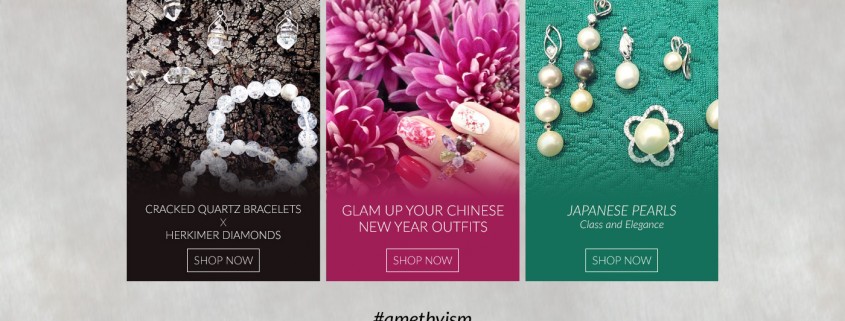 CRACKED QUARTZ BRACELETS
X
HERKIMER DIAMONDS
SHOP NOW
GLAM UP YOUR CHINESE
NEW YEAR OUTFITS
SHOP NOW
JAPANESE PEARLS
Class and Elegance
SHOP NOW
#amethyism